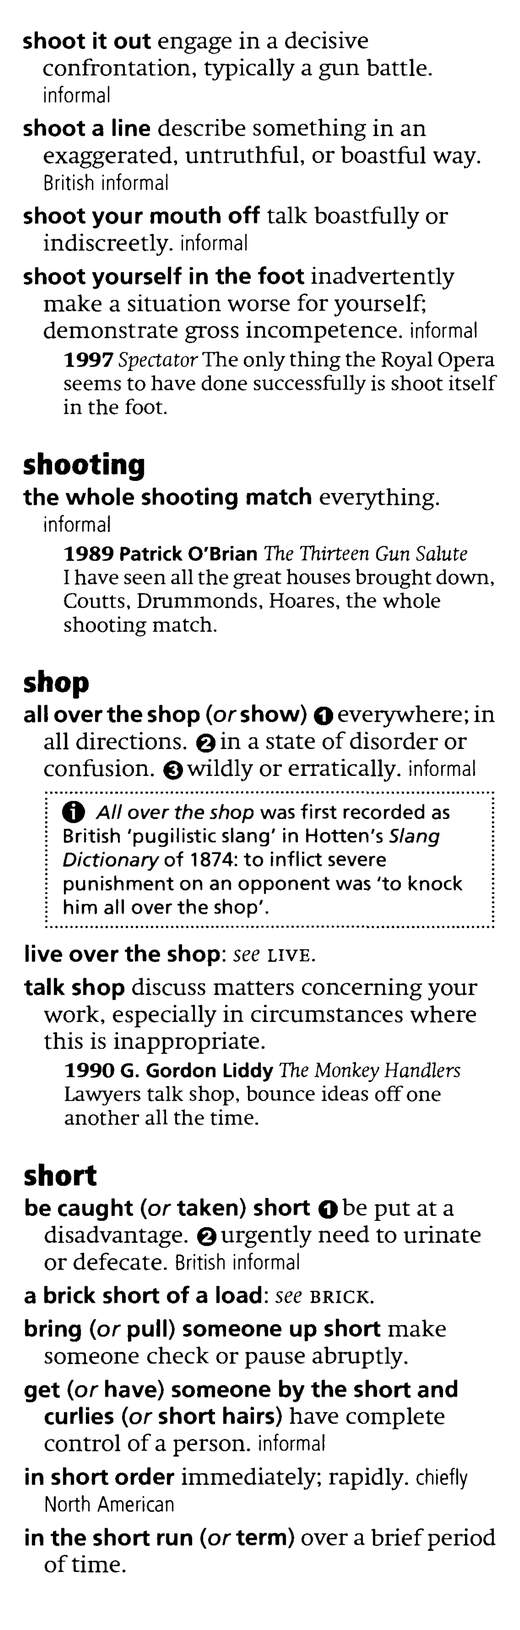 shoot it out engage in a decisive
confrontation, typically a gun battle.
informal
shoot a line describe something in an
exaggerated, untruthful, or boastful way.
British informal
shoot your mouth off talk boastfully or
indiscreetly. informal
shoot yourself in the foot inadvertently
make a situation worse for yourself;
demonstrate gross incompetence. informal
1997 Spectator The only thing the Royal Opera
seems to have done successfully is shoot itself
in the foot.
shooting
the whole shooting match everything.
informal
1989 Patrick O'Brian The Thirteen Gun Salute
I have seen all the great houses brought down,
Coutts, Drummonds, Hoares, the whole
shooting match.
shop
all over the shop (or show) ❶ everywhere; in
all directions. ❷ in a state of disorder or
confusion. ❸ wildly or erratically. informal
ℹ All over the shop was first recorded as
British ‘pugilistic slang’ in Hotten's Slang
Dictionary of 1874: to inflict severe
punishment on an opponent was ‘to knock
him all over the shop’.
live over the shop: see LIVE.
talk shop discuss matters concerning your
work, especially in circumstances where
this is inappropriate.
1990 G. Gordon Liddy The Monkey Handlers
Lawyers talk shop, bounce ideas off one
another all the time.
short
be caught (or taken) short ❶ be put at a
disadvantage. ❷ urgently need to urinate
or defecate. British informal
a brick short of a load: see BRICK.
bring (or pull) someone up short make
someone check or pause abruptly.
get (or have) someone by the short and
curlies (or short hairs) have complete
control of a person. informal
in short order immediately; rapidly. chiefly
North American
in the short run (or term) over a brief period
of time.